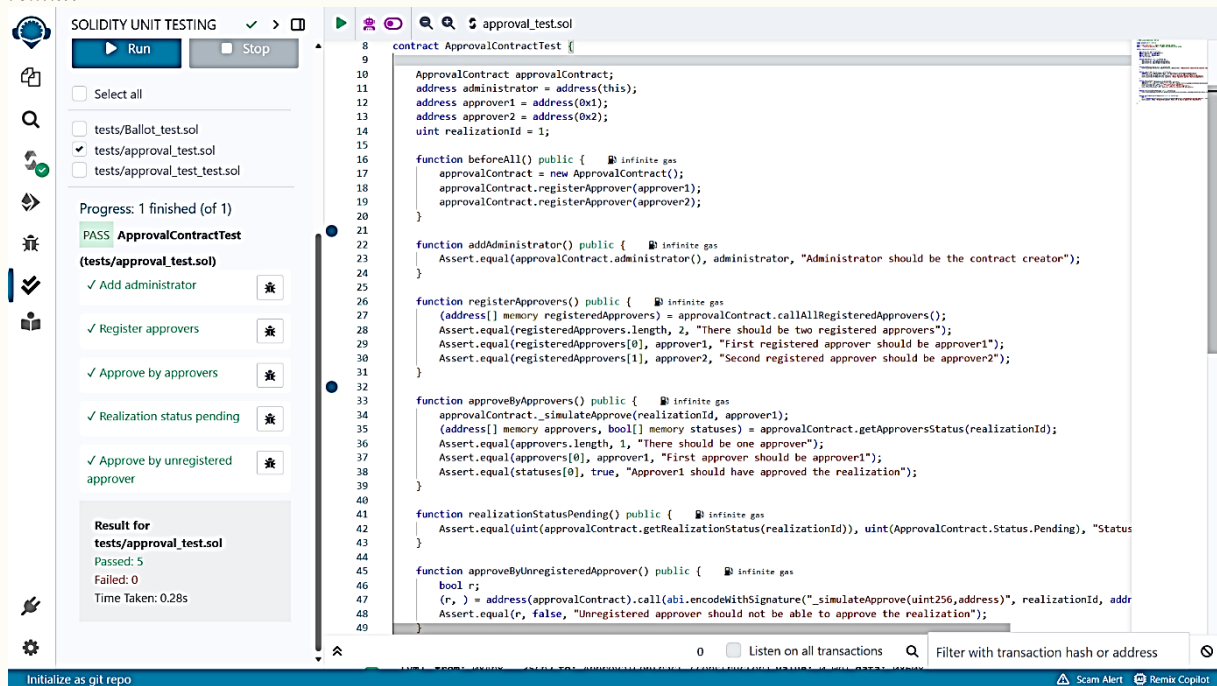 SOLIDITY UNIT TESTING
Run
Stop
Select all
tests/Ballot_test.sol
tests/approval_test.sol
tests/approval_test_test.sol
Progress: 1 finished (of 1)
PASS ApprovalContractTest
(tests/approval_test.sol)
✓ Add administrator
✓ Register approvers
✓ Approve by approvers
✓ Realization status pending
✓ Approve by unregistered
approver
Result for
tests/approval_test.sol
Passed: 5
Failed: 0
Time Taken: 0.28s
approval_test.sol
8 contract ApprovalContractTest {
9
10 ApprovalContract approvalContract;
11 address administrator = address(this);
12 address approver1 = address(0x1);
13 address approver2 = address(0x2);
14 uint realizationId = 1;
15
16 function beforeAll() public { infinite gas
17 approvalContract = new ApprovalContract();
18 approvalContract.registerApprover(approver1);
19 approvalContract.registerApprover(approver2);
20 }
21
22 function addAdministrator() public { infinite gas
23 Assert.equal(approvalContract.administrator(), administrator, "Administrator should be the contract creator");
24 }
25
26 function registerApprovers() public { infinite gas
27 (address[] memory registeredApprovers) = approvalContract.callAllRegisteredApprovers();
28 Assert.equal(registeredApprovers.length, 2, "There should be two registered approvers");
29 Assert.equal(registeredApprovers[0], approver1, "First registered approver should be approver1");
30 Assert.equal(registeredApprovers[1], approver2, "Second registered approver should be approver2");
31 }
32
33 function approveByApprovers() public { infinite gas
34 approvalContract._simulateApprove(realizationId, approver1);
35 (address[] memory approvers, bool[] memory statuses) = approvalContract.getApproversStatus(realizationId);
36 Assert.equal(approvers.length, 1, "There should be one approver");
37 Assert.equal(approvers[0], approver1, "First approver should be approver1");
38 Assert.equal(statuses[0], true, "Approver1 should have approved the realization");
39 }
40
41 function realizationStatusPending() public { infinite gas
42 Assert.equal(uint(approvalContract.getRealizationStatus(realizationId)), uint(ApprovalContract.Status.Pending), "Status
43 }
44
45 function approveByUnregisteredApprover() public { infinite gas
46 bool r;
47 (r, ) = address(approvalContract).call(abi.encodeWithSignature("_simulateApprove(uint256,address)", realizationId, addr
48 Assert.equal(r, false, "Unregistered approver should not be able to approve the realization");
49 }
0
Listen on all transactions
Filter with transaction hash or address
Initialize as git repo
Scam Alert
Remix Copilot